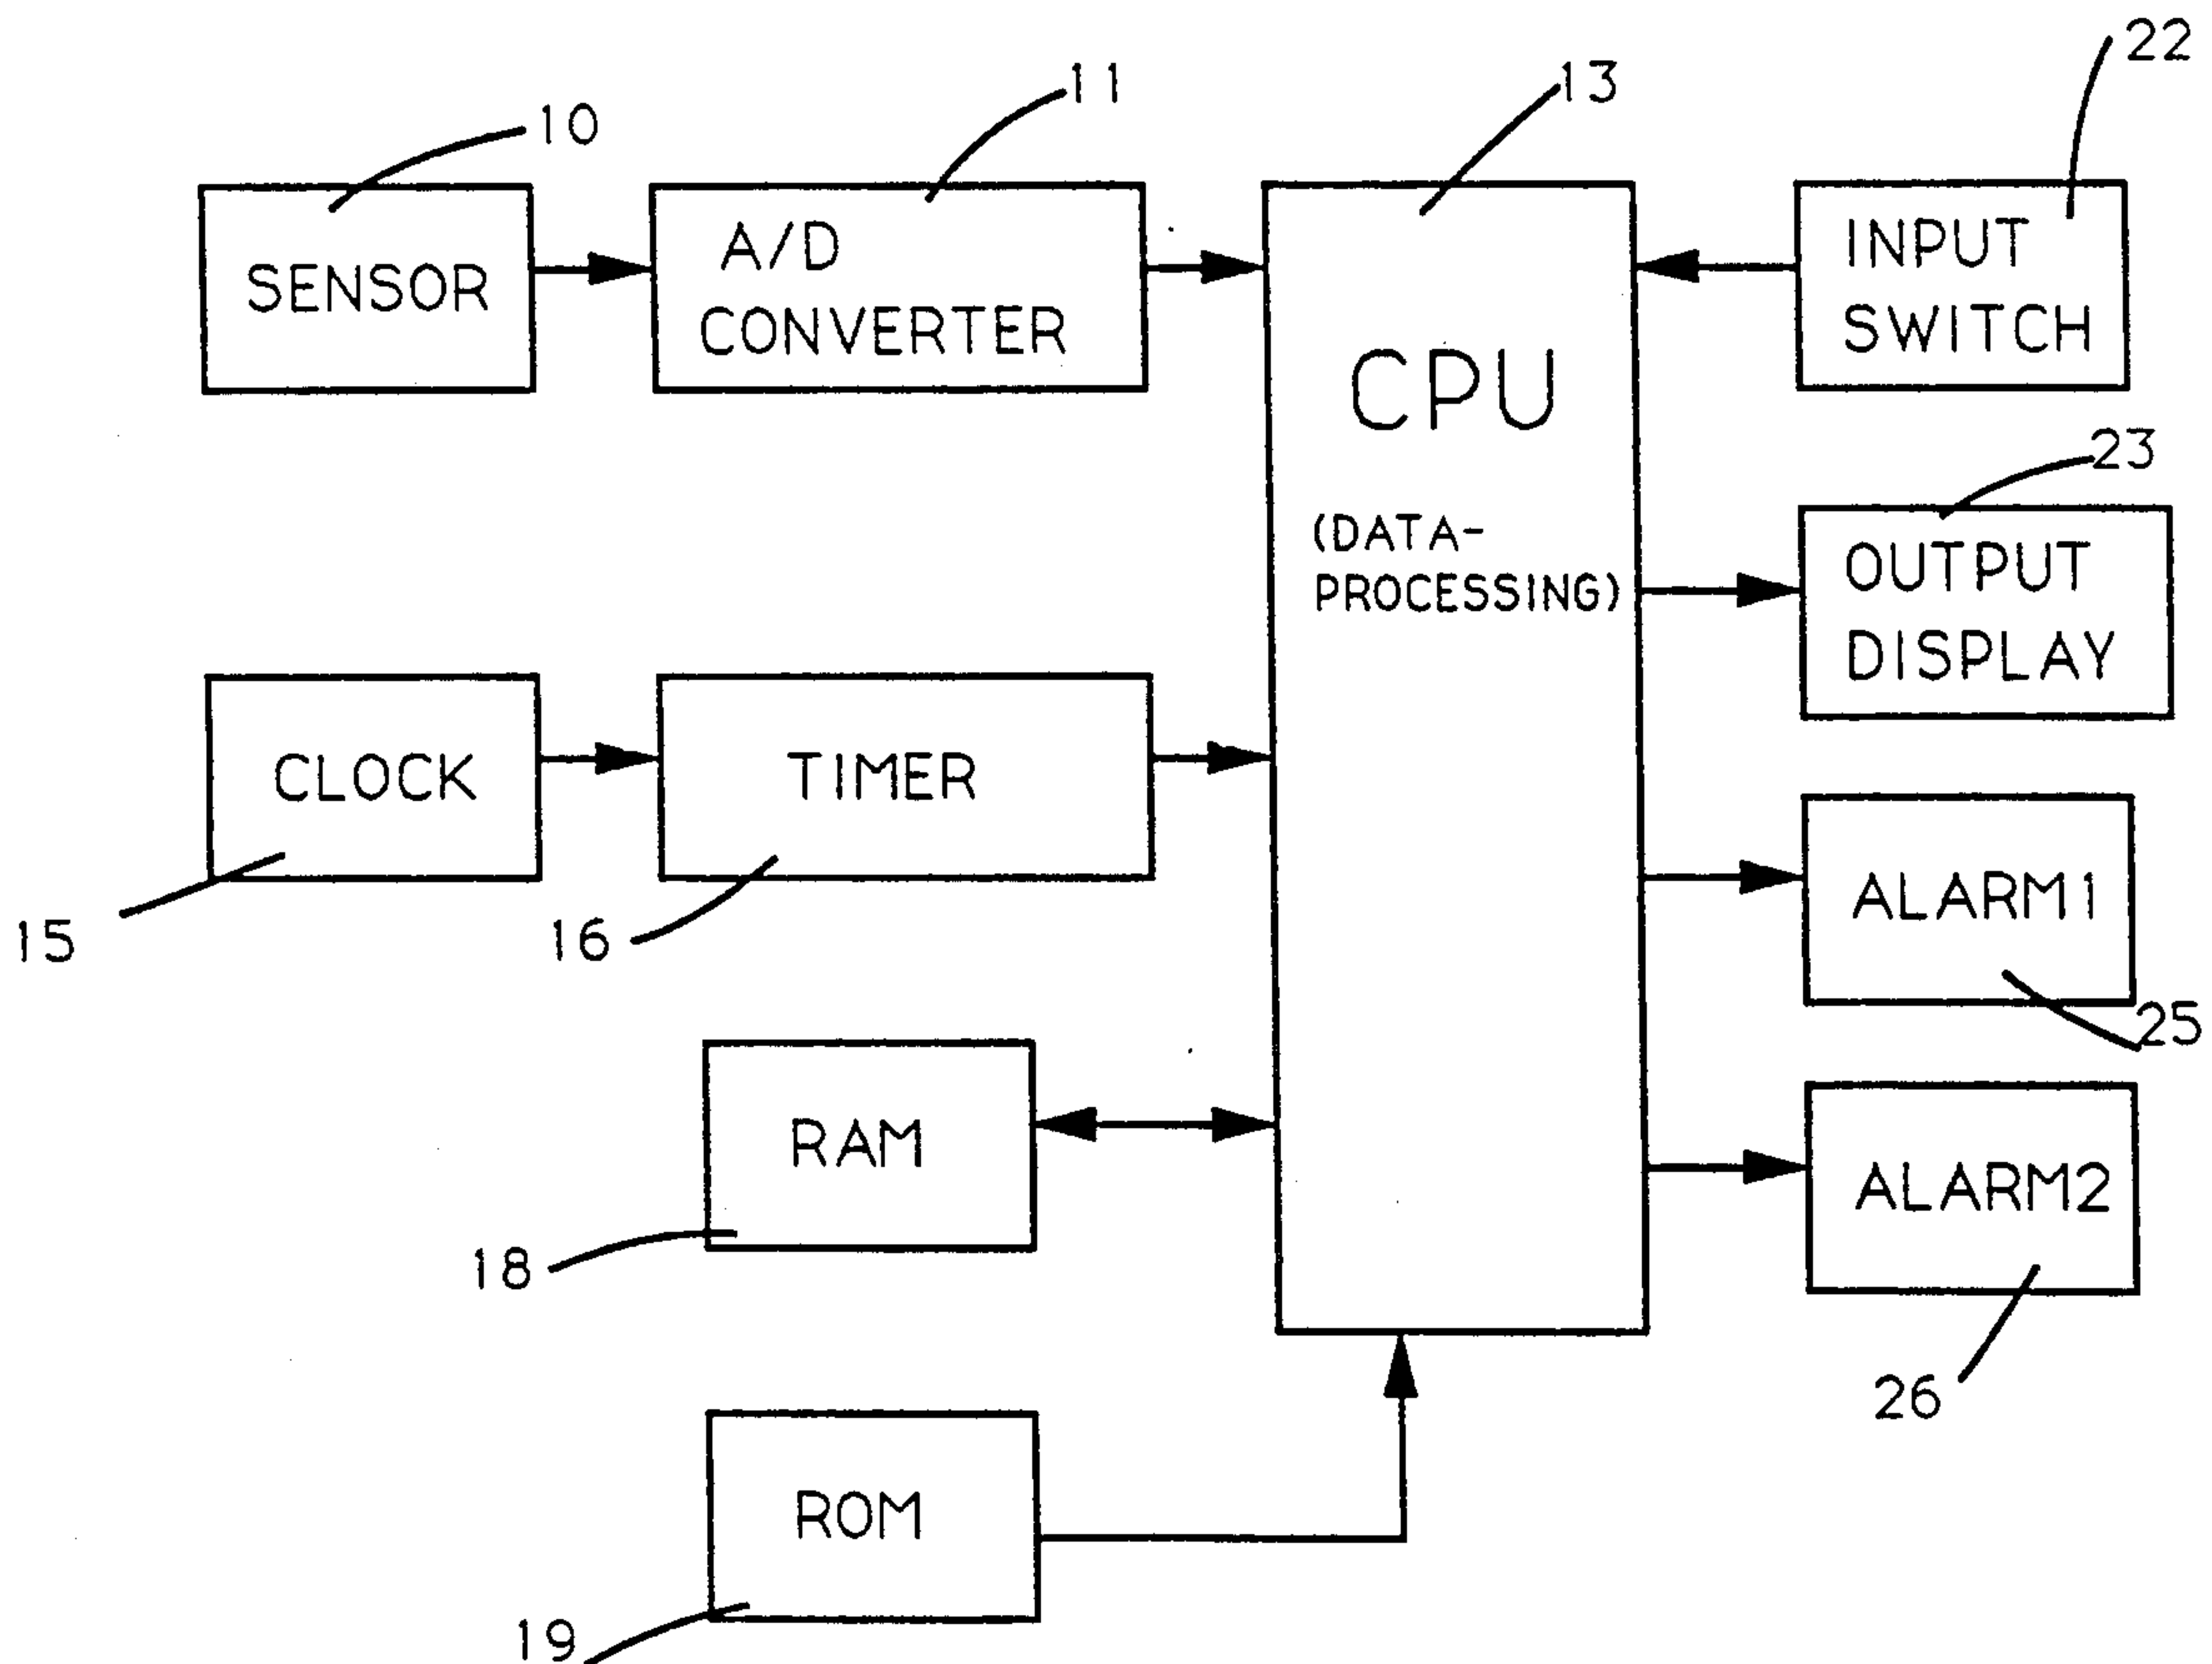 22
11
13
10
SENSOR
A/D
CONVERTER
CPU
(DATA-
PROCESSING)
INPUT
SWITCH
23
OUTPUT
DISPLAY
CLOCK
TIMER
15
16
ALARM1
25
RAM
18
ALARM2
26
ROM
19